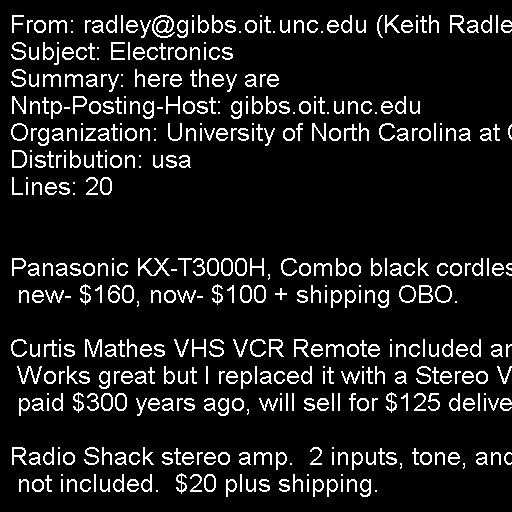 From: radley@gibbs.oit.unc.edu (Keith Radle
Subject: Electronics
Summary: here they are
Nntp-Posting-Host: gibbs.oit.unc.edu
Organization: University of North Carolina at
Distribution: usa
Lines: 20
Panasonic KX-T3000H, Combo black cordles
new- $160, now- $100 + shipping OBO.
Curtis Mathes VHS VCR Remote included an
Works great but I replaced it with a Stereo V
paid $300 years ago, will sell for $125 delive
Radio Shack stereo amp.  2 inputs, tone, and
not included.  $20 plus shipping.